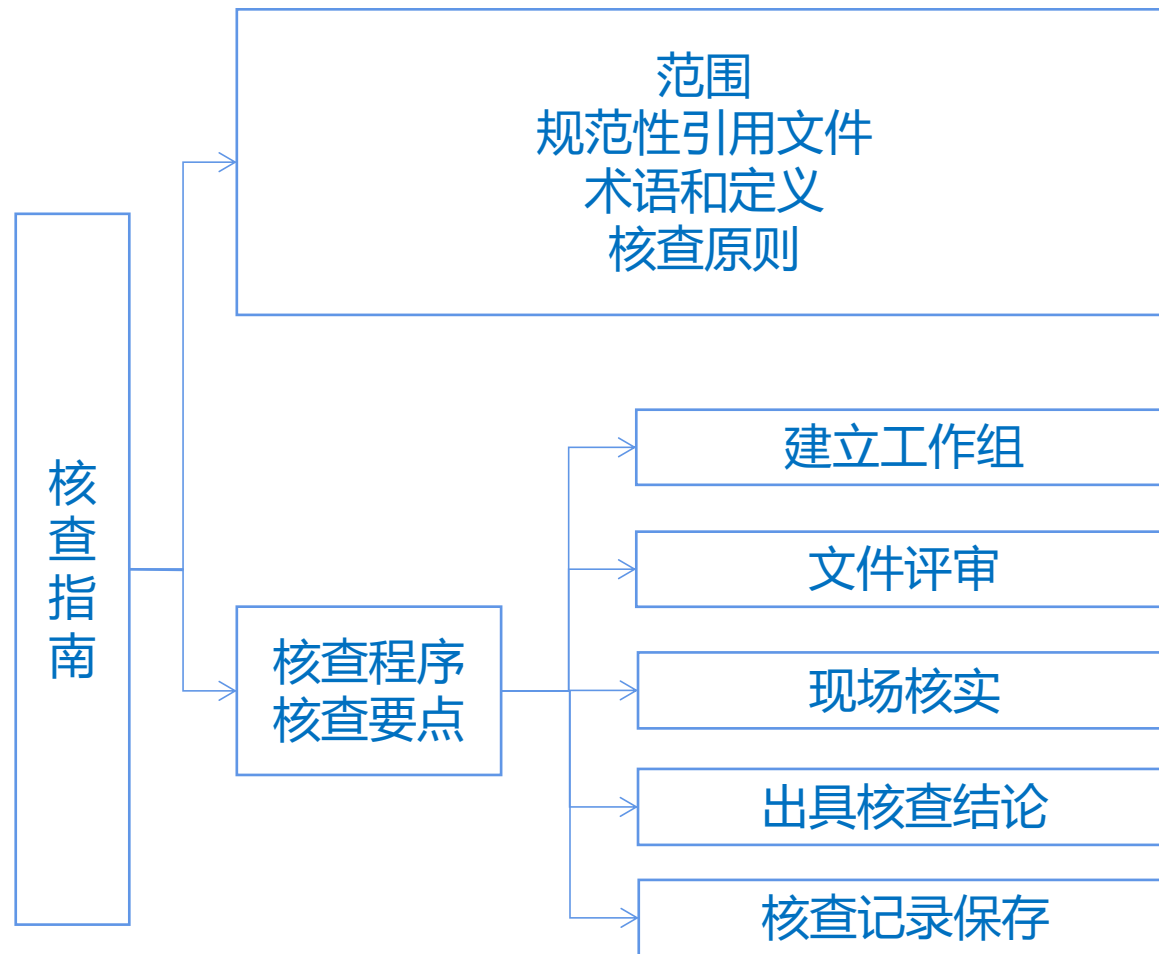 核查指南
范围
规范性引用文件
术语和定义
核查原则
核查程序
核查要点
建立工作组
文件评审
现场核实
出具核查结论
核查记录保存